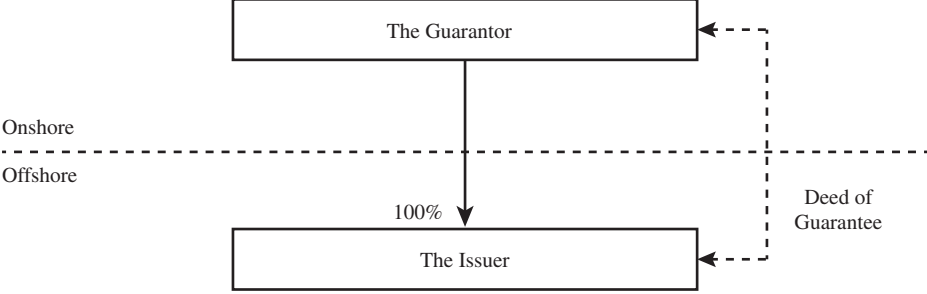 The Guarantor
Onshore
Offshore
100%
Deed of
Guarantee
The Issuer